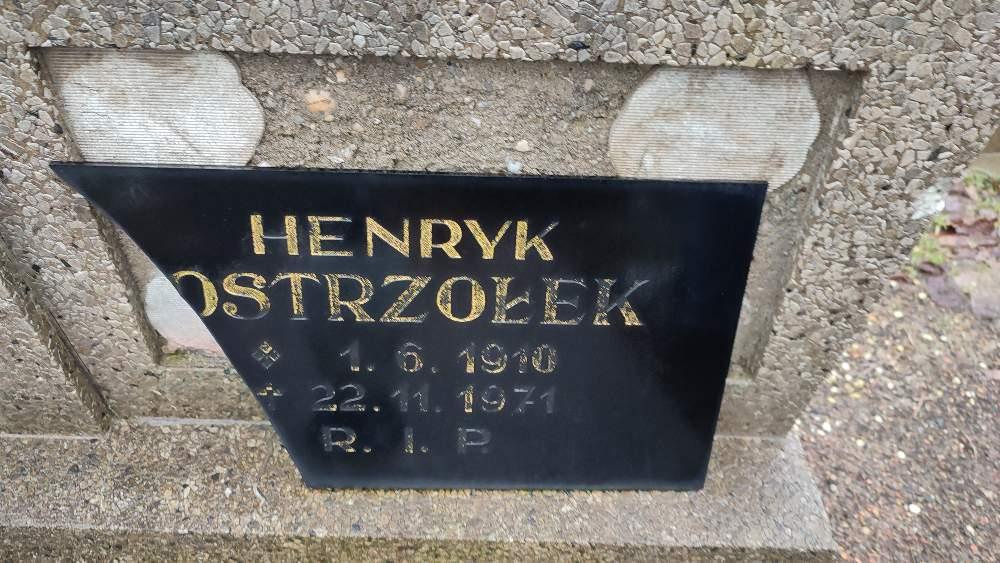 HENRYK
OSTRZOŁEK
1. 6. 1910
22. 11. 1971
R. I. P.